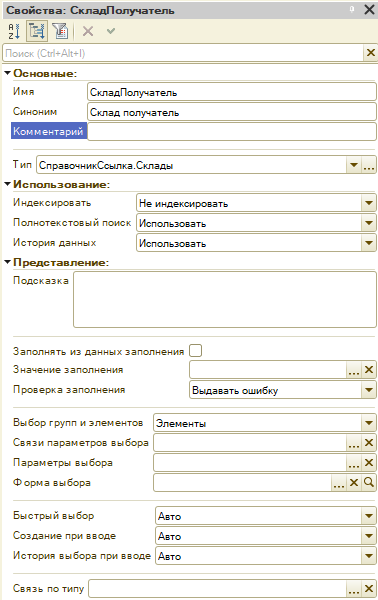 Свойства: СкладПолучатель
Поиск (Ctrl+Alt+I)
Основные:
Имя СкладПолучатель
Синоним Склад получатель
Комментарий
Тип СправочникСсылка.Склады
Использование:
Индексировать Не индексировать
Полнотекстовый поиск Использовать
История данных Использовать
Представление:
Подсказка
Заполнять из данных заполнения
Значение заполнения
Проверка заполнения Выдавать ошибку
Выбор групп и элементов Элементы
Связи параметров выбора
Параметры выбора
Форма выбора
Быстрый выбор Авто
Создание при вводе Авто
История выбора при вводе Авто
Связь по типу